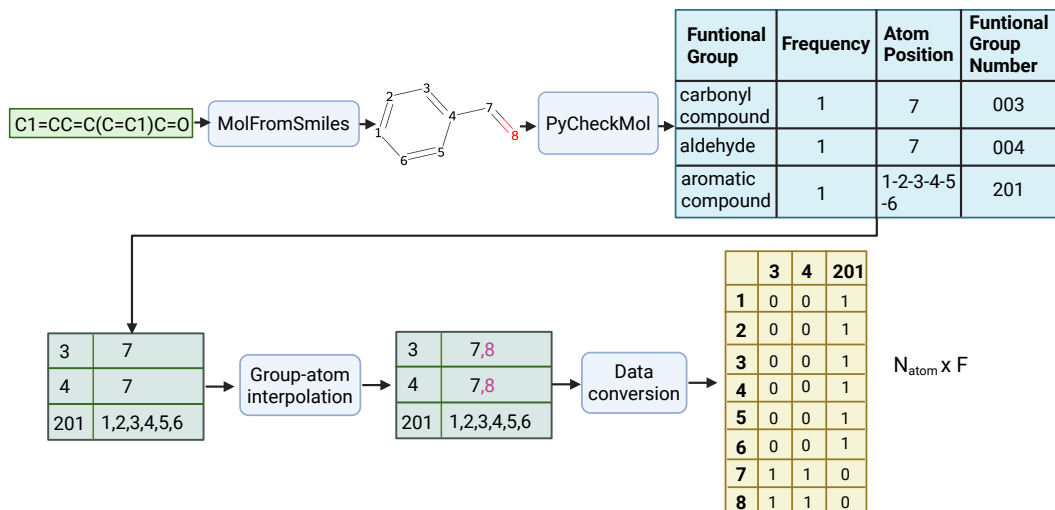 Funtional Group
Frequency
Atom Position
Funtional Group Number
carbonyl compound
1
7
003
aldehyde
1
7
004
aromatic compound
1
1-2-3-4-5-6
201
C1=CC=C(C=C1)C=O
MolFromSmiles
1
2
3
4
5
6
7
8
PyCheckMol
3
7
4
7
201
1,2,3,4,5,6
Group-atom interpolation
3
7,8
4
7,8
201
1,2,3,4,5,6
Data conversion
3 4 201
1 0 0 1
2 0 0 1
3 0 0 1
4 0 0 1
5 0 0 1
6 0 0 1
7 1 1 0
8 1 1 0
Natom x F